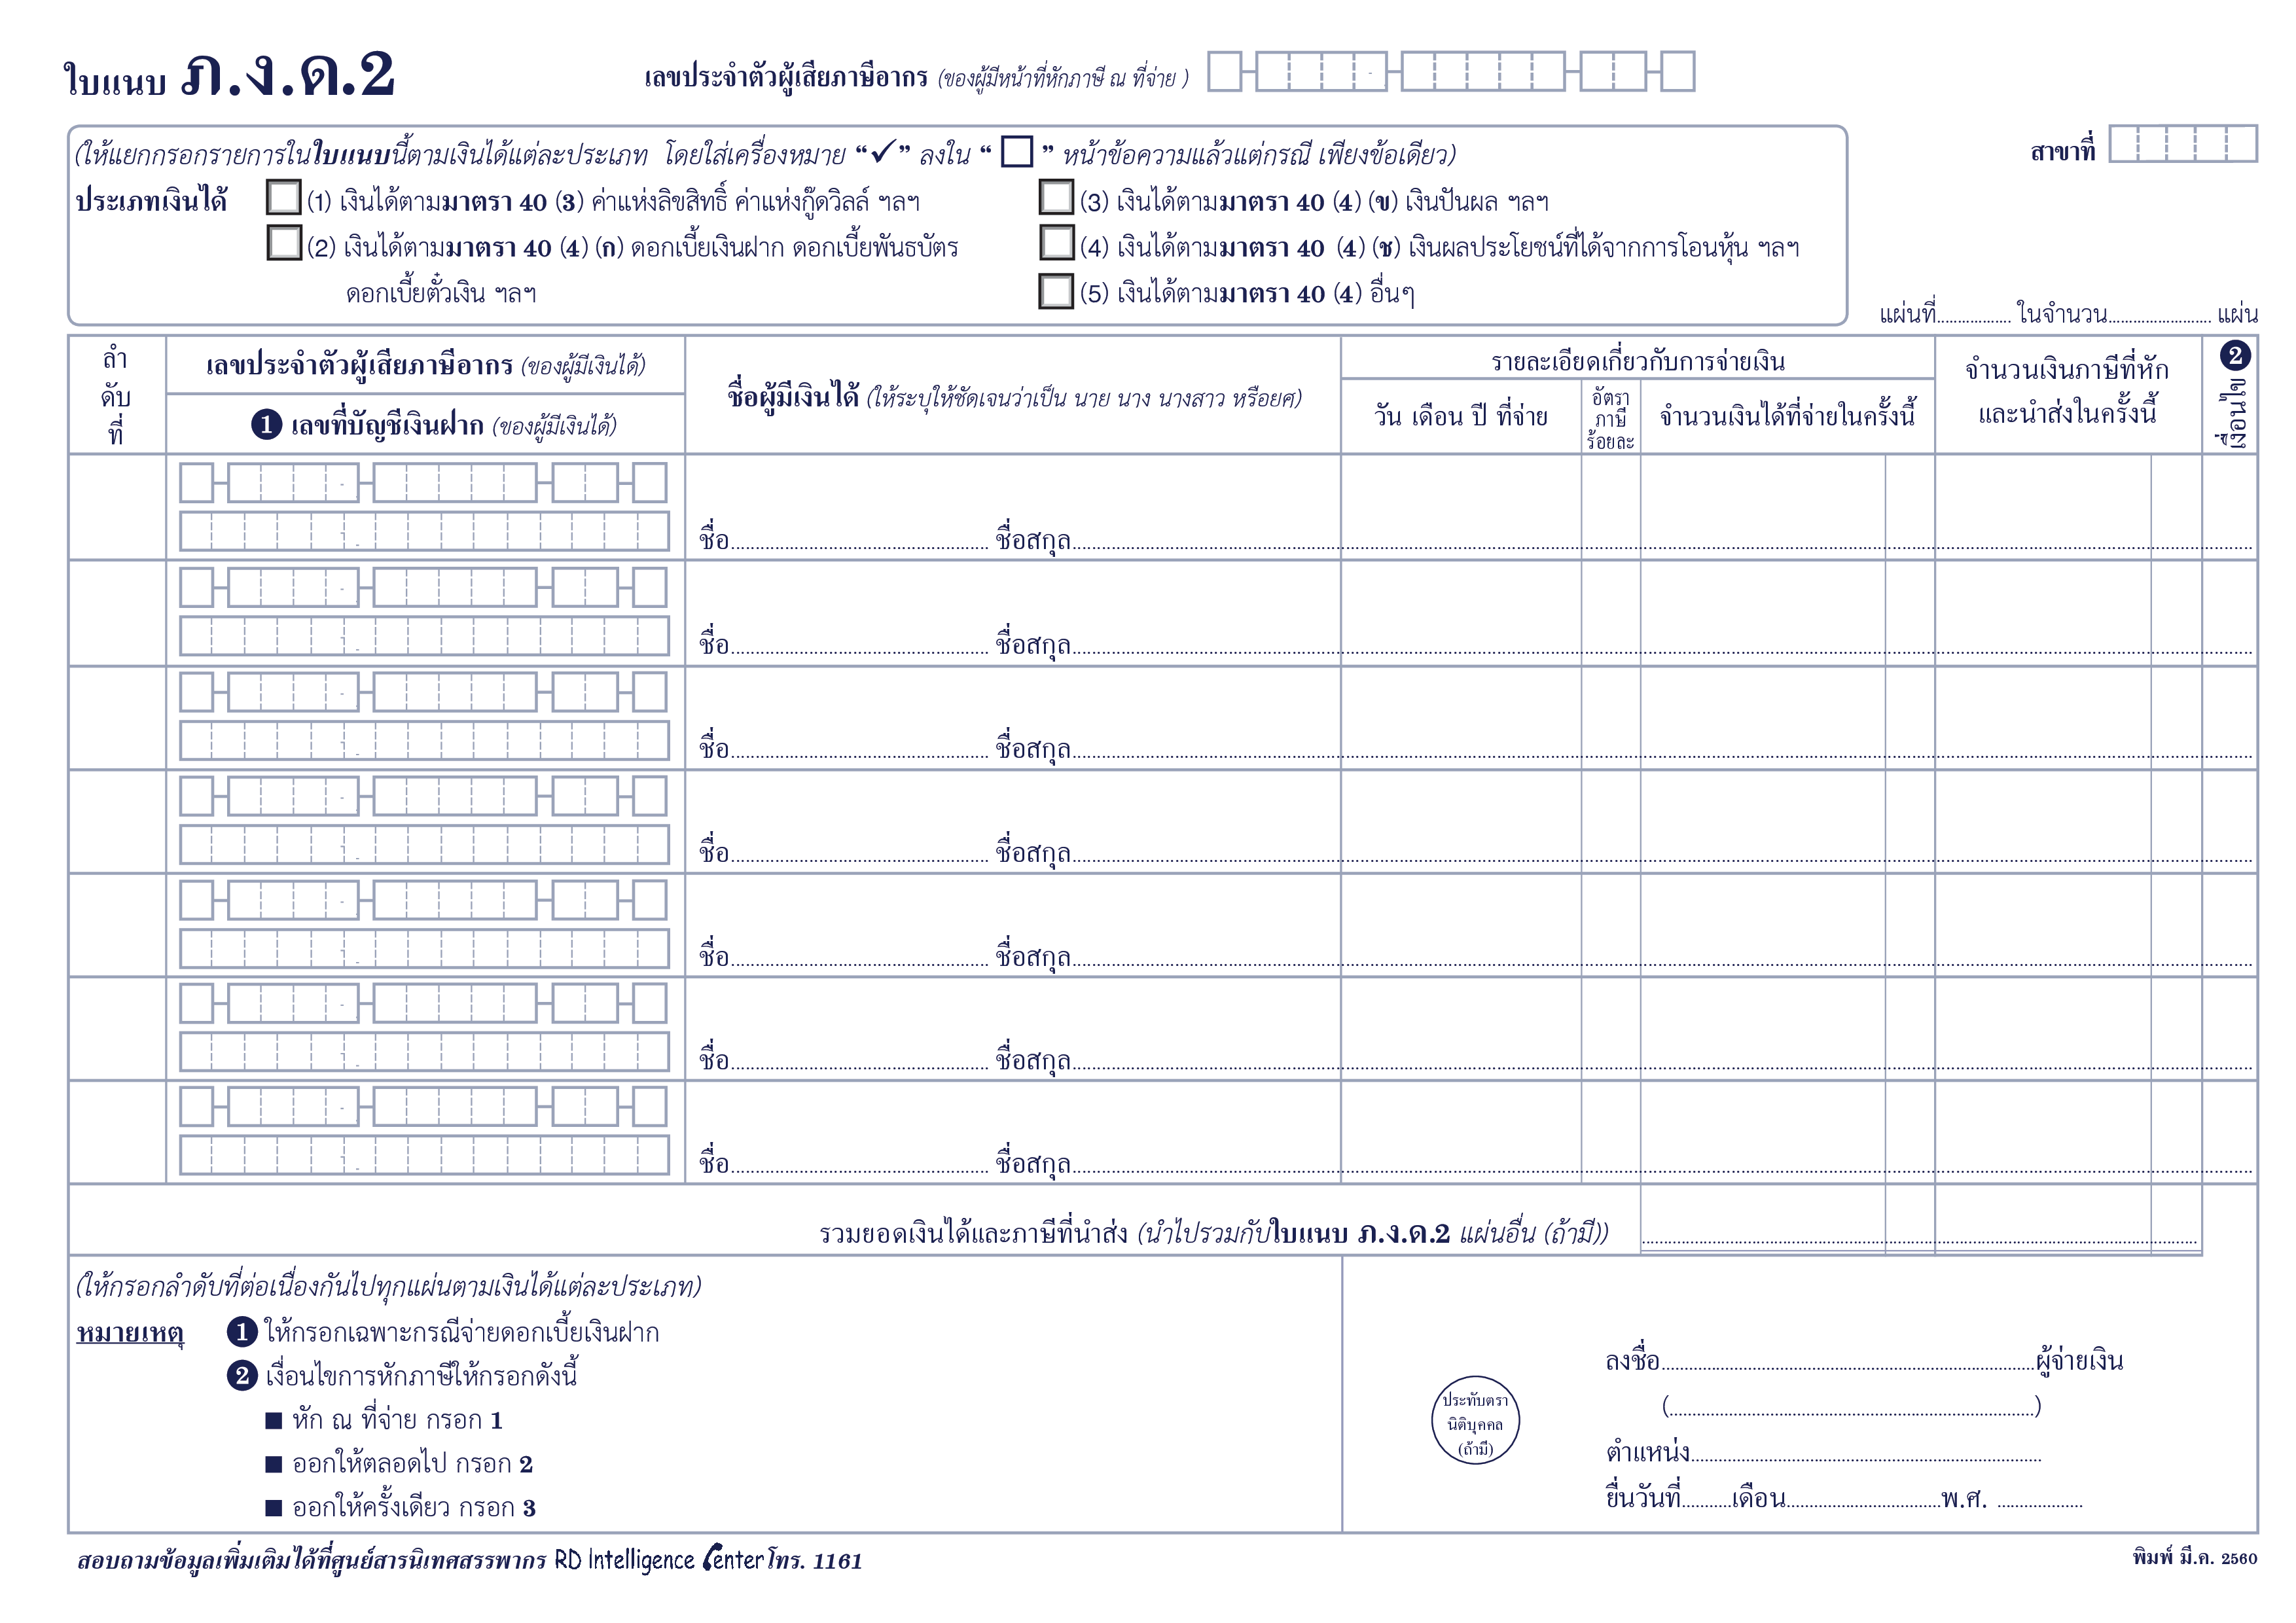 ใบแนบ ภ.ง.ด.2
เลขประจำตัวผู้เสียภาษีอากร (ของผู้มีหน้าที่หักภาษี ณ ที่จ่าย )
(ให้แยกกรอกรายการในใบแนบนี้ตามเงินได้แต่ละประเภท โดยใส่เครื่องหมาย “✓” ลงใน “☐” หน้าข้อความแล้วแต่กรณี เพียงข้อเดียว)
สาขาที่
ประเภทเงินได้
(1) เงินได้ตามมาตรา 40 (3) ค่าแห่งลิขสิทธิ์ ค่าแห่งกู๊ดวิลล์ ฯลฯ
(2) เงินได้ตามมาตรา 40 (4) (ก) ดอกเบี้ยเงินฝาก ดอกเบี้ยพันธบัตร
ดอกเบี้ยตั๋วเงิน ฯลฯ
(3) เงินได้ตามมาตรา 40 (4) (ข) เงินปันผล ฯลฯ
(4) เงินได้ตามมาตรา 40 (4) (ช) เงินผลประโยชน์ที่ได้จากการโอนหุ้น ฯลฯ
(5) เงินได้ตามมาตรา 40 (4) อื่นๆ
แผ่นที่................ ในจำนวน...................... แผ่น
ลำ
ดับ
ที่
เลขประจำตัวผู้เสียภาษีอากร (ของผู้มีเงินได้)
1 เลขที่บัญชีเงินฝาก (ของผู้มีเงินได้)
ชื่อผู้มีเงินได้ (ให้ระบุให้ชัดเจนว่าเป็น นาย นาง นางสาว หรือยศ)
รายละเอียดเกี่ยวกับการจ่ายเงิน
วัน เดือน ปี ที่จ่าย
อัตรา
ภาษี
ร้อยละ
จำนวนเงินได้ที่จ่ายในครั้งนี้
จำนวนเงินภาษีที่หัก
และนำส่งในครั้งนี้
2 เงื่อนไข
ชื่อ.................... ชื่อสกุล....................
ชื่อ.................... ชื่อสกุล....................
ชื่อ.................... ชื่อสกุล....................
ชื่อ.................... ชื่อสกุล....................
ชื่อ.................... ชื่อสกุล....................
ชื่อ.................... ชื่อสกุล....................
ชื่อ.................... ชื่อสกุล....................
รวมยอดเงินได้และภาษีที่นำส่ง (นำไปรวมกับใบแนบ ภ.ง.ด.2 แผ่นอื่น (ถ้ามี))
(ให้กรอกลำดับที่ต่อเนื่องกันไปทุกแผ่นตามเงินได้แต่ละประเภท)
หมายเหตุ 1 ให้กรอกเฉพาะกรณีจ่ายดอกเบี้ยเงินฝาก
2 เงื่อนไขการหักภาษีให้กรอกดังนี้
■ หัก ณ ที่จ่าย กรอก 1
■ ออกให้ตลอดไป กรอก 2
■ ออกให้ครั้งเดียว กรอก 3
ประทับตรา
นิติบุคคล
(ถ้ามี)
ลงชื่อ....................ผู้จ่ายเงิน
(....................)
ตำแหน่ง....................
ยื่นวันที่..........เดือน....................พ.ศ. ................
สอบถามข้อมูลเพิ่มเติมได้ที่ศูนย์สารนิเทศสรรพากร RD Intelligence Center โทร. 1161
พิมพ์ มี.ค. 2560